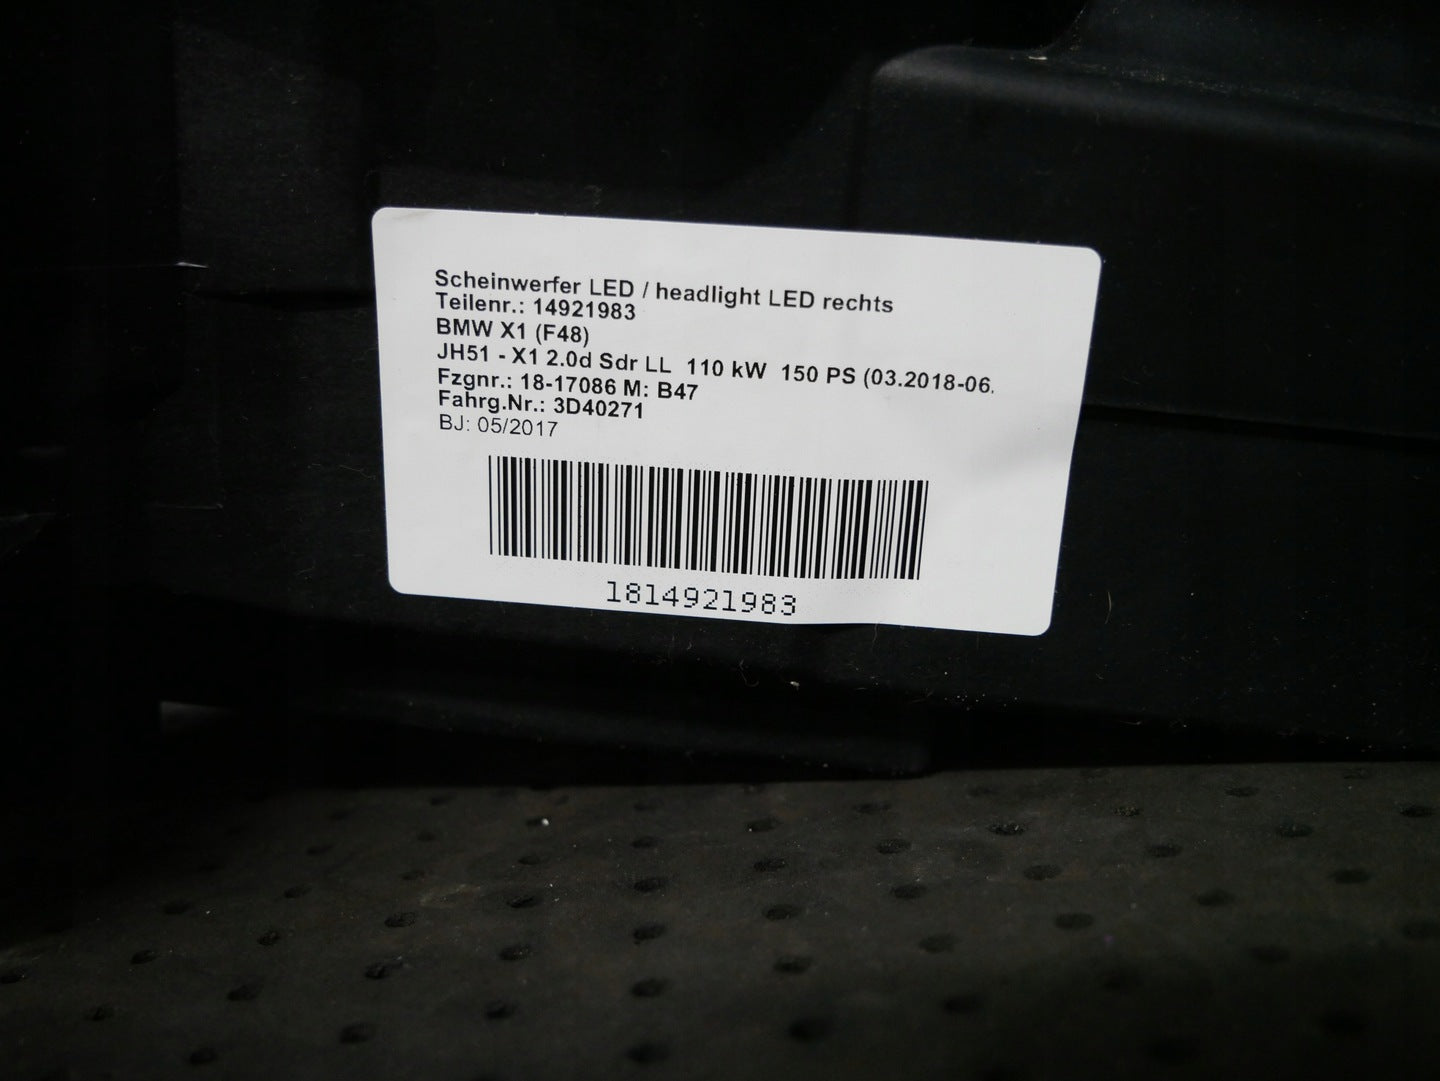 Scheinwerfer LED / headlight LED rechts
Teilenr.: 14921983
BMW X1 (F48)
JH51 - X1 2.0d Sdr LL 110 kW 150 PS (03.2018-06.
Fzgnr.: 18-17086 M: B47
Fahrg.Nr.: 3D40271
BJ: 05/2017
1814921983